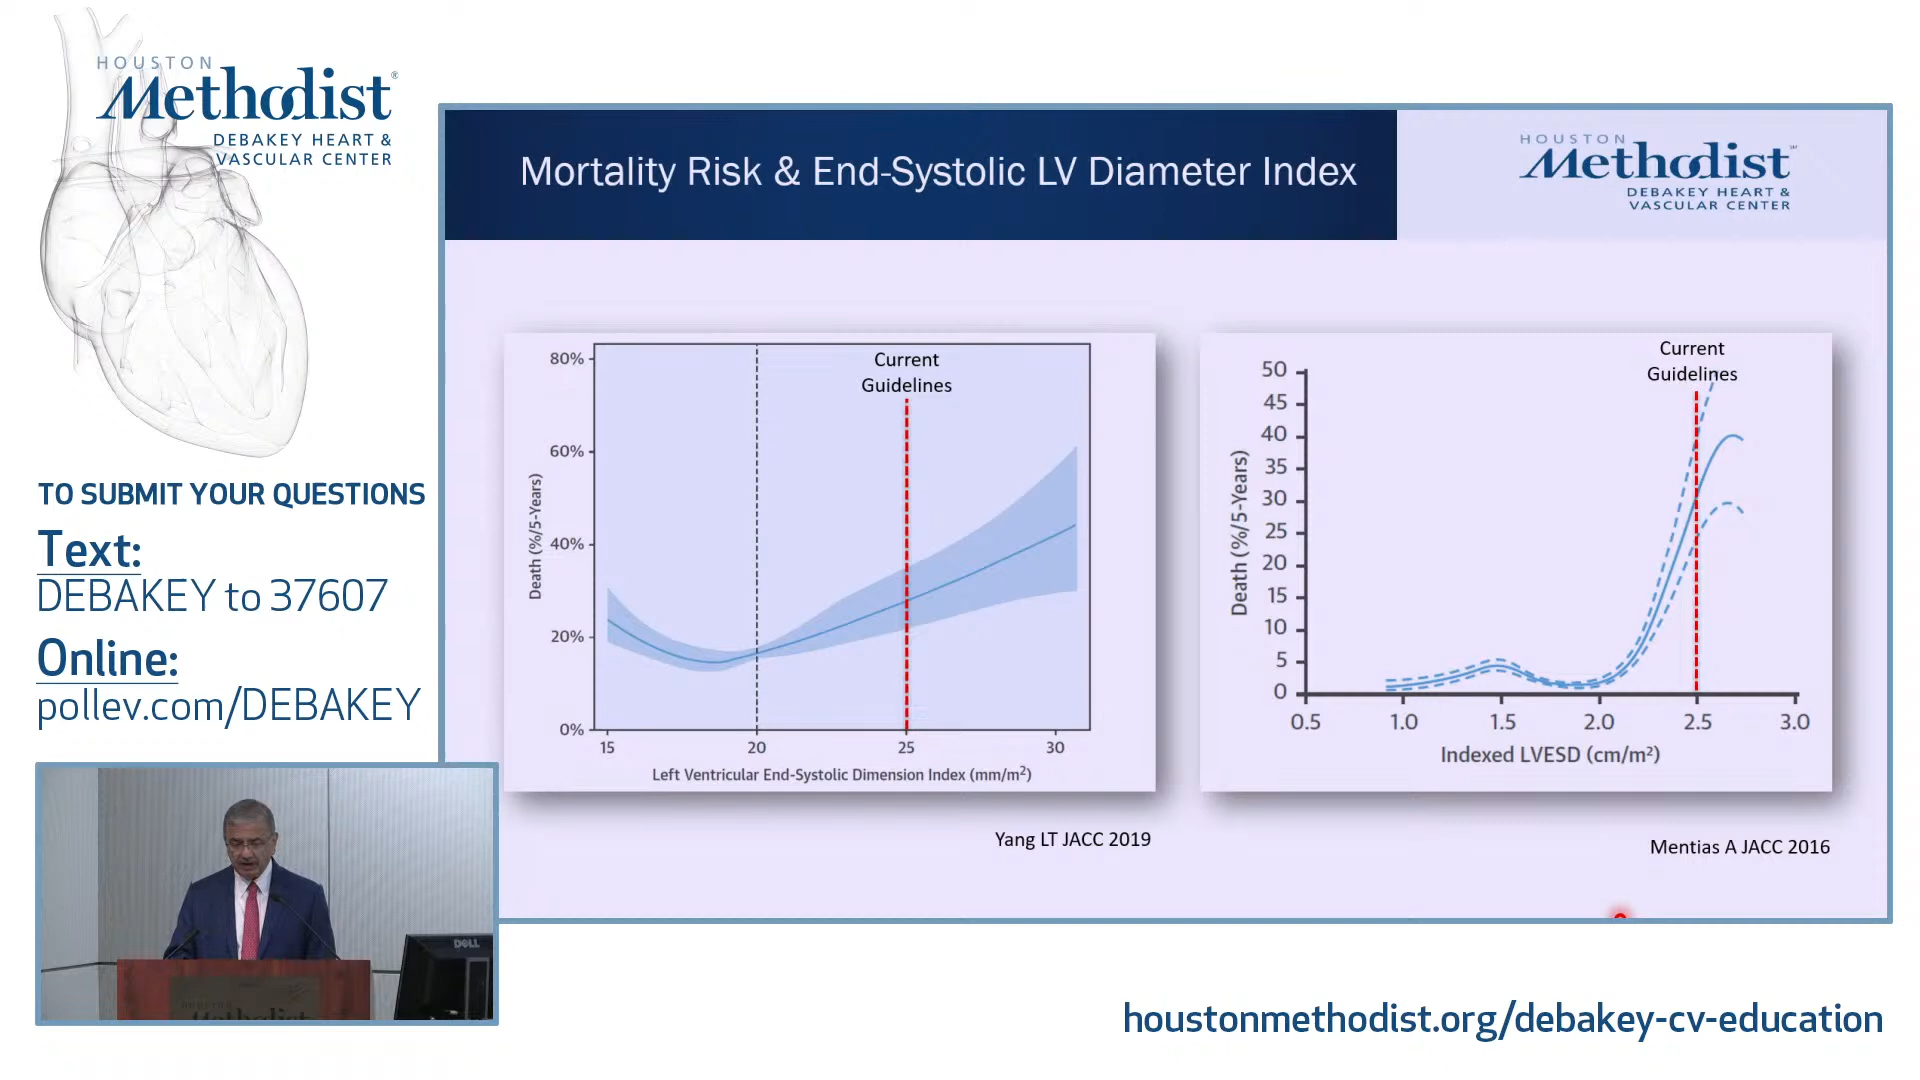 HOUSTON
Methodist®
DEBAKEY HEART &
VASCULAR CENTER
TO SUBMIT YOUR QUESTIONS
Text:
DEBAKEY to 37607
Online:
pollev.com/DEBAKEY
Mortality Risk & End-Systolic LV Diameter Index
HOUSTON
Methodist℠
DEBAKEY HEART &
VASCULAR CENTER
Current
Guidelines
80%
60%
40%
20%
0%
Death (%/5-Years)
15 20 25 30
Left Ventricular End-Systolic Dimension Index (mm/m²)
Yang LT JACC 2019
Current
Guidelines
50
45
40
35
30
25
20
15
10
5
0
Death (%/5-Years)
0.5 1.0 1.5 2.0 2.5 3.0
Indexed LVESD (cm/m²)
Mentias A JACC 2016
DELL
HOUSTON
Methodist
houstonmethodist.org/debakey-cv-education